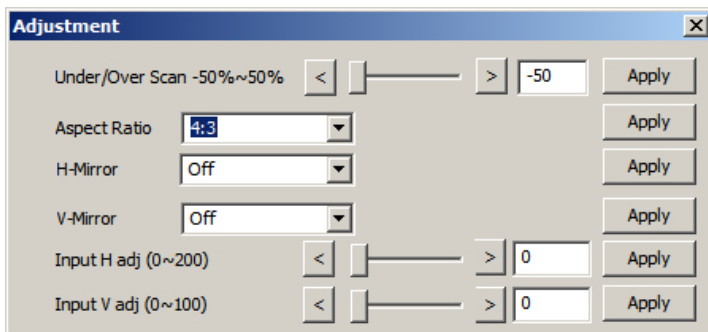 Adjustment
Under/Over Scan -50%~50% < > -50 Apply
Aspect Ratio 4:3 Apply
H-Mirror Off Apply
V-Mirror Off Apply
Input H adj (0~200) < > 0 Apply
Input V adj (0~100) < > 0 Apply